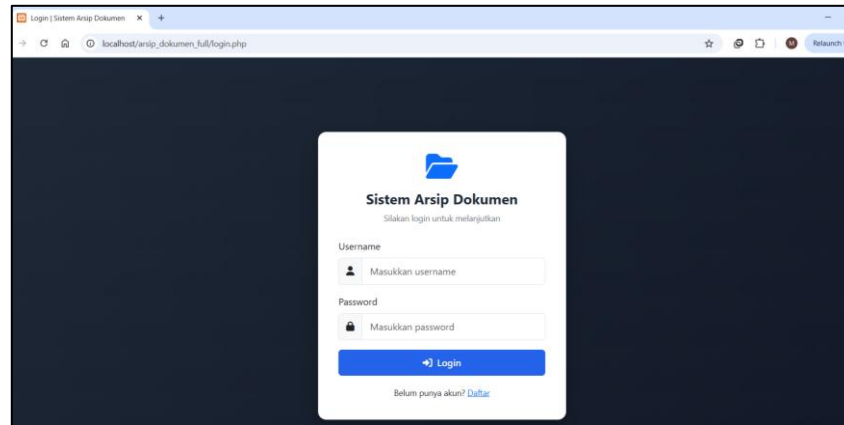 Login | Sistem Arsip Dokumen
localhost/arsip_dokumen_full/login.php
M
Relaunch
Sistem Arsip Dokumen
Silakan login untuk melanjutkan
Username
Masukkan username
Password
Masukkan password
Login
Belum punya akun? Daftar